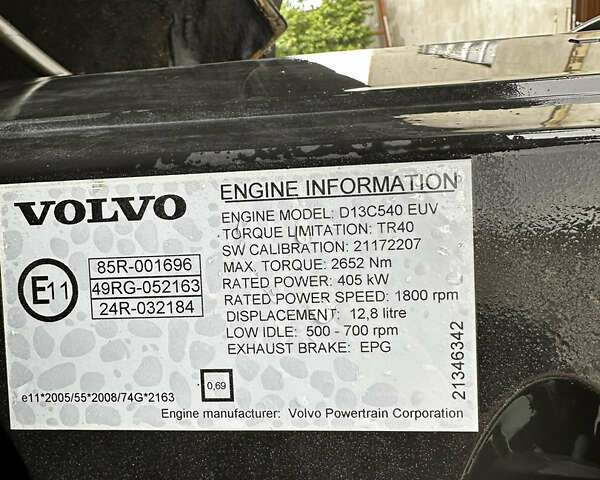 VOLVO
ENGINE INFORMATION
ENGINE MODEL: D13C540 EUV
TORQUE LIMITATION: TR40
SW CALIBRATION: 21172207
MAX. TORQUE: 2652 Nm
RATED POWER: 405 kW
RATED POWER SPEED: 1800 rpm
DISPLACEMENT: 12,8 litre
LOW IDLE: 500 - 700 rpm
EXHAUST BRAKE: EPG
E11
85R-001696
49RG-052163
24R-032184
0,69
e11*2005/55*2008/74G*2163
Engine manufacturer: Volvo Powertrain Corporation
21346342